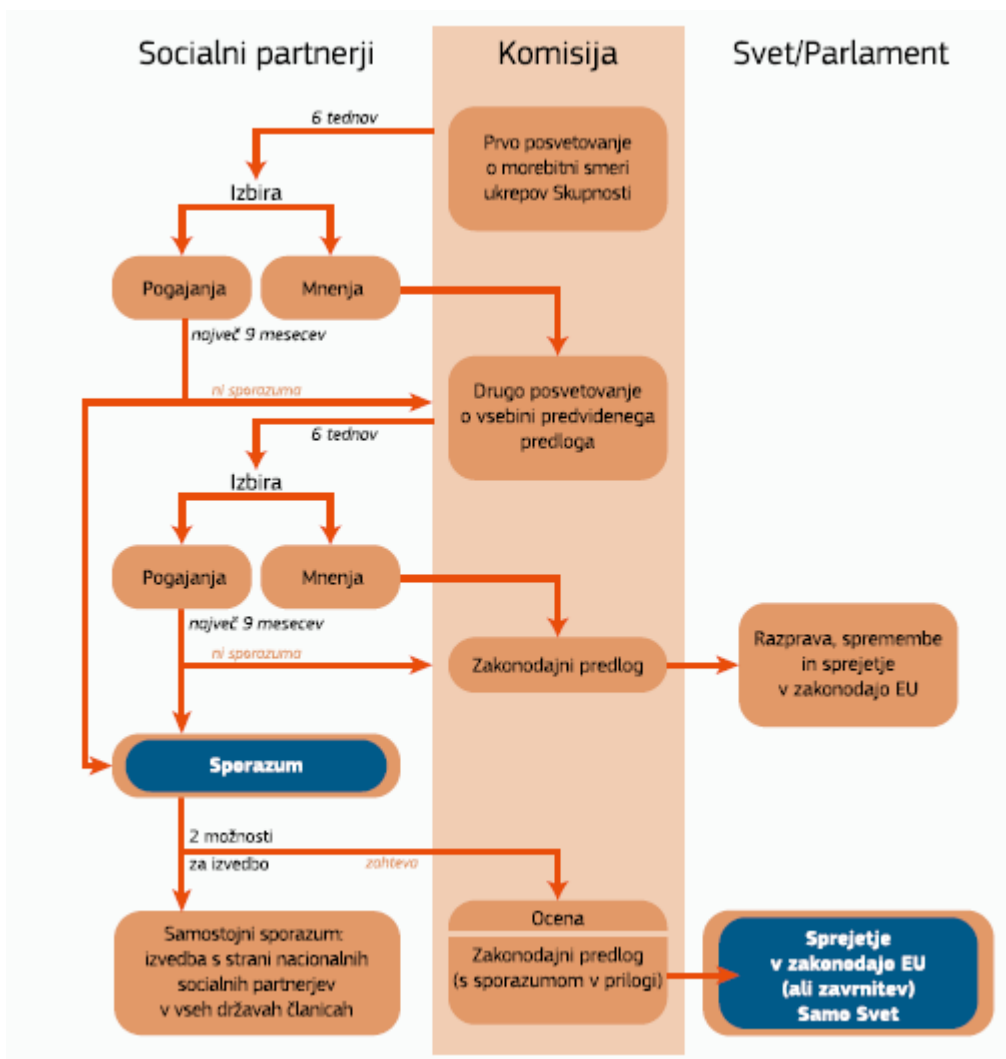 Socialni partnerji
Komisija
Svet/Parlament
6 tednov
Prvo posvetovanje
o morebitni smeri
ukrepov Skupnosti
Izbira
Pogajanja
Mnenja
največ 9 mesecev
ni sporazuma
Drugo posvetovanje
o vsebini predvidenega
predloga
6 tednov
Izbira
Pogajanja
Mnenja
največ 9 mesecev
ni sporazuma
Zakonodajni predlog
Razprava, spremembe
in sprejetje
v zakonodajo EU
Sporazum
2 možnosti
za izvedbo
zahteva
Samostojni sporazum:
izvedba s strani nacionalnih
socialnih partnerjev
v vseh državah članicah
Ocena
Zakonodajni predlog
(s sporazumom v prilogi)
Sprejetje
v zakonodajo EU
(ali zavrnitev)
Samo Svet